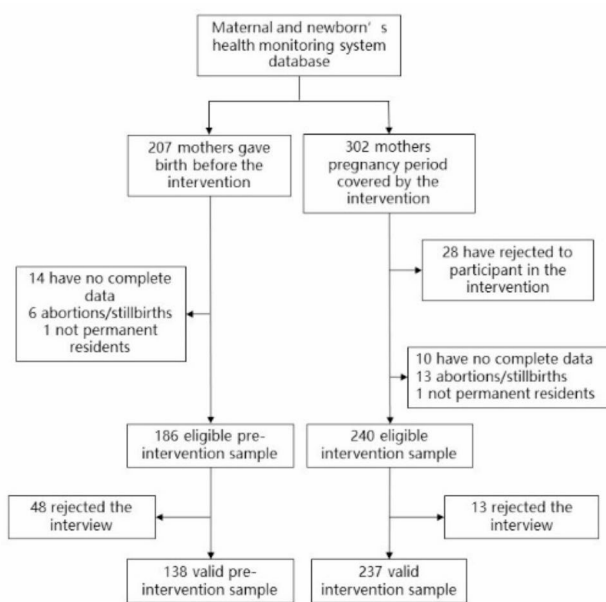 Maternal and newborn's
health monitoring system
database
207 mothers gave
birth before the
intervention
302 mothers
pregnancy period
covered by the
intervention
28 have rejected to
participant in the
intervention
14 have no complete
data
6 abortions/stillbirths
1 not permanent
residents
10 have no complete data
13 abortions/stillbirths
1 not permanent residents
186 eligible pre-
intervention sample
240 eligible
intervention sample
48 rejected the
interview
13 rejected the
interview
138 valid pre-
intervention sample
237 valid
intervention sample